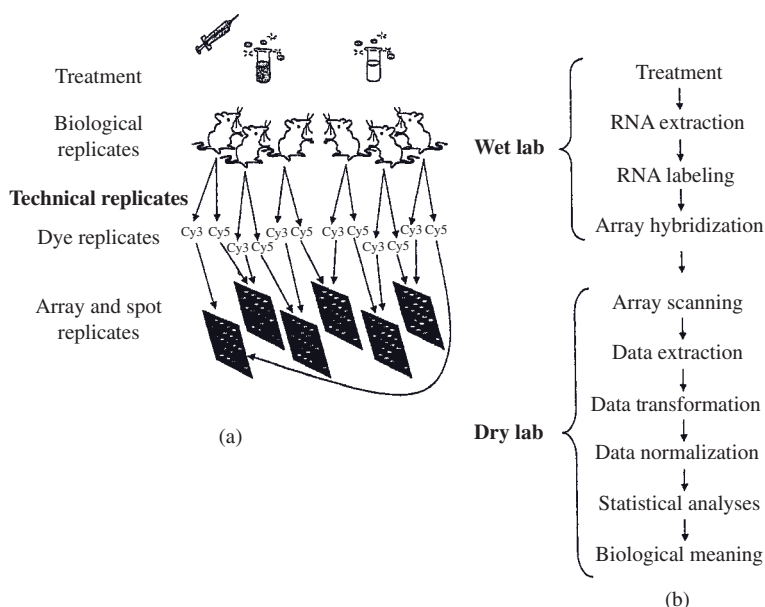 Treatment
Biological
replicates
Technical replicates
Dye replicates
Cy3 Cy5 Cy3 Cy5 Cy3 Cy5 Cy3 Cy5 Cy3 Cy5 Cy3 Cy5
Array and spot
replicates
(a)
Wet lab
Treatment
RNA extraction
RNA labeling
Array hybridization
Dry lab
Array scanning
Data extraction
Data transformation
Data normalization
Statistical analyses
Biological meaning
(b)